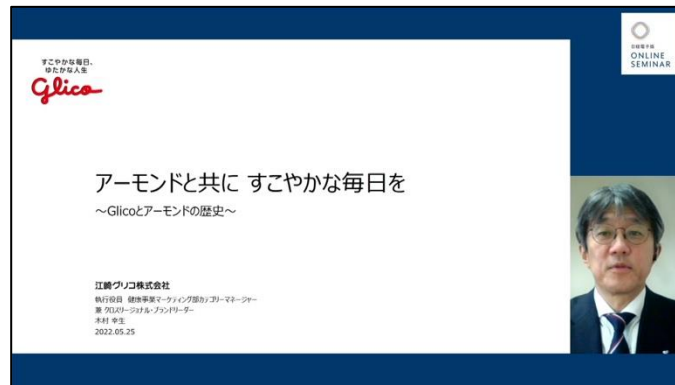 すこやかな毎日、
ゆたかな人生
Glico
日経電子版
ONLINE
SEMINAR
アーモンドと共に すこやかな毎日を
～Glicoとアーモンドの歴史～
江崎グリコ株式会社
執行役員 健康事業マーケティング部カテゴリーマネージャー
兼 クロスリージョナル・ブランドリーダー
木村 幸生
2022.05.25